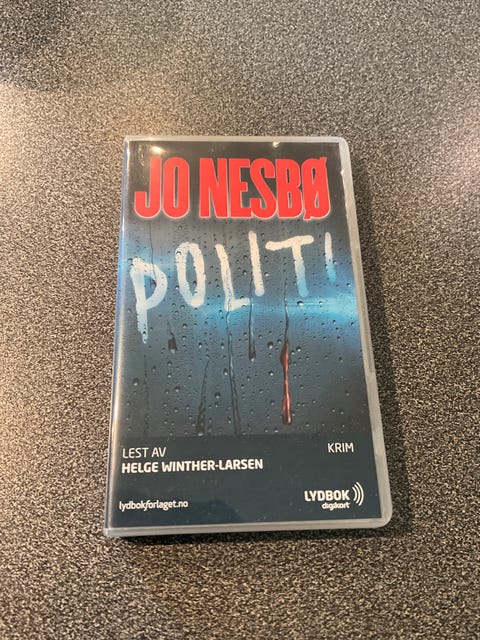 JO NESBØ
POLITI
LEST AV
HELGE WINTHER-LARSEN
KRIM
lydbokforlaget.no
LYDBOK
digikort